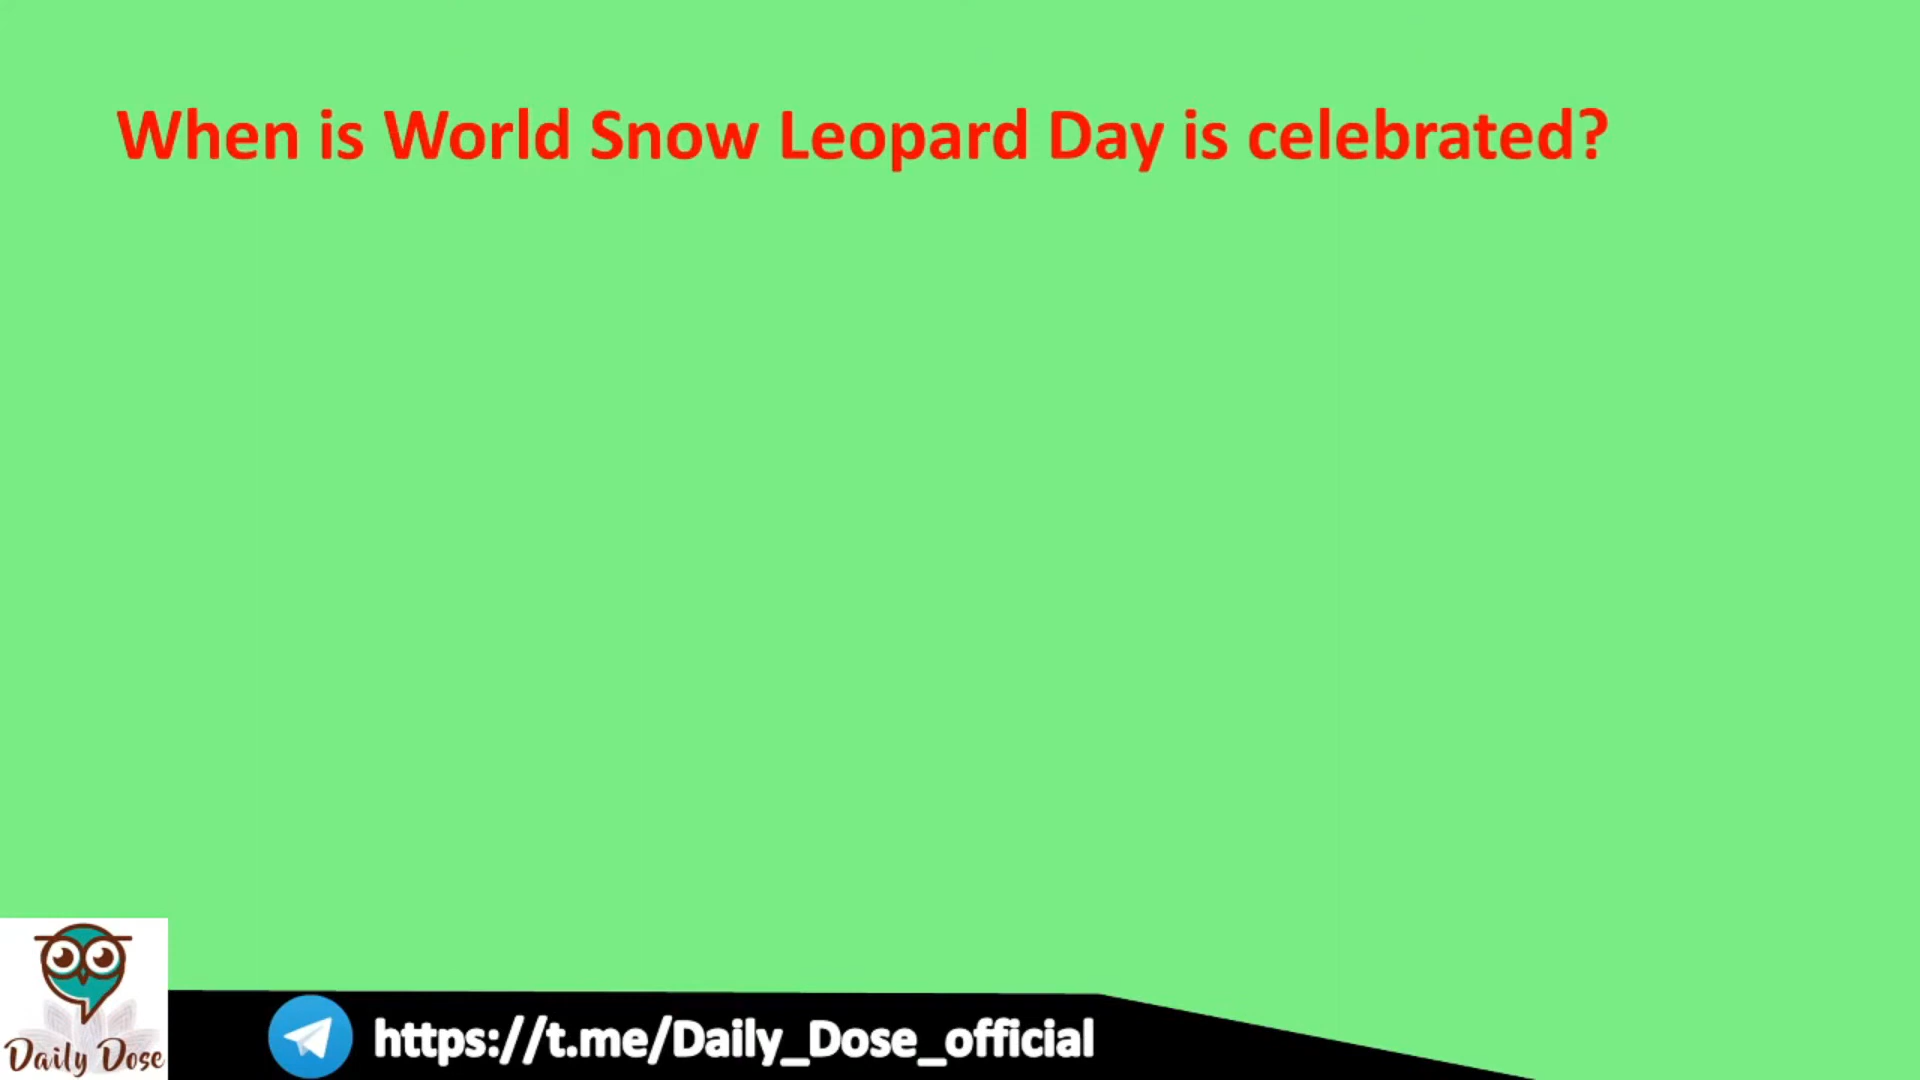 When is World Snow Leopard Day is celebrated?
https://t.me/Daily_Dose_official
Daily Dose